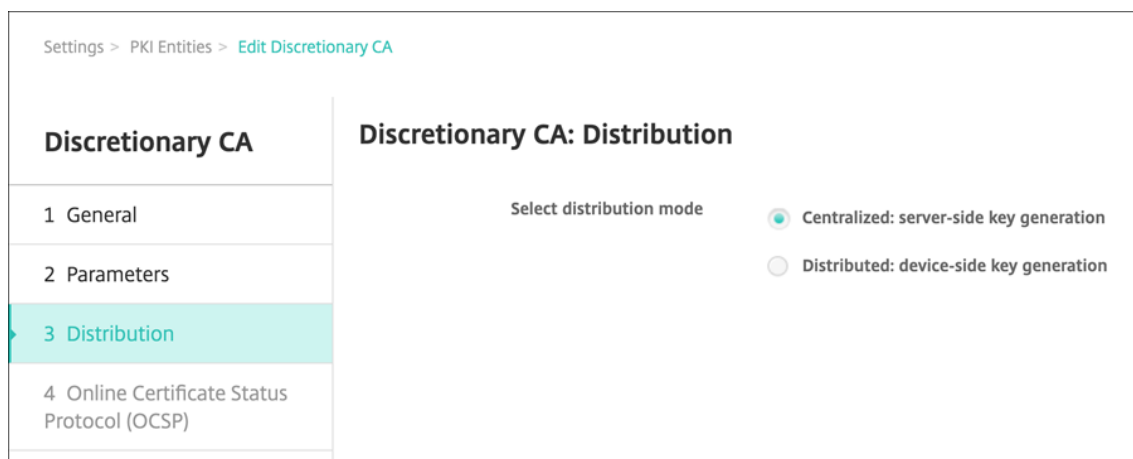 Settings > PKI Entities > Edit Discretionary CA
Discretionary CA
1 General
2 Parameters
3 Distribution
4 Online Certificate Status
Protocol (OCSP)
Discretionary CA: Distribution
Select distribution mode
Centralized: server-side key generation
Distributed: device-side key generation